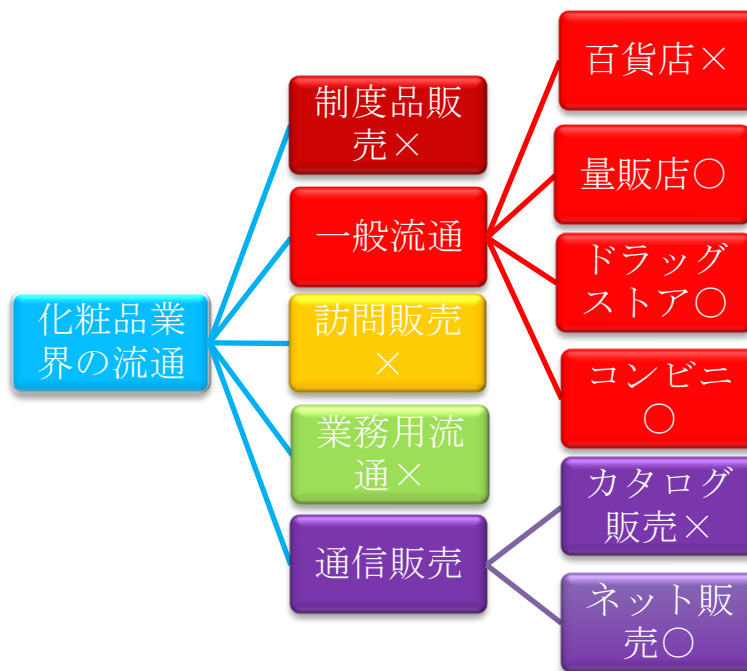 化粧品業
界の流通
制度品販
売×
一般流通
訪問販売
×
業務用流
通×
通信販売
百貨店×
量販店○
ドラッグ
ストア○
コンビニ
○
カタログ
販売×
ネット販
売○